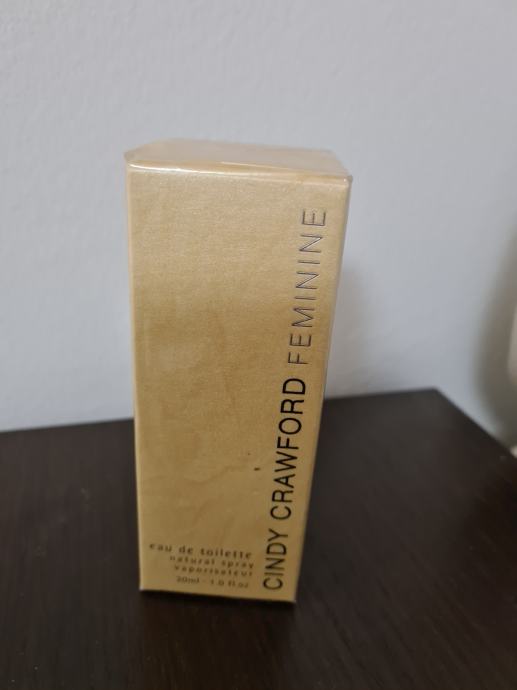 CINDY CRAWFORD FEMININE
eau de toilette
natural spray
vaporisateur
30ml · 1.0 fl.oz